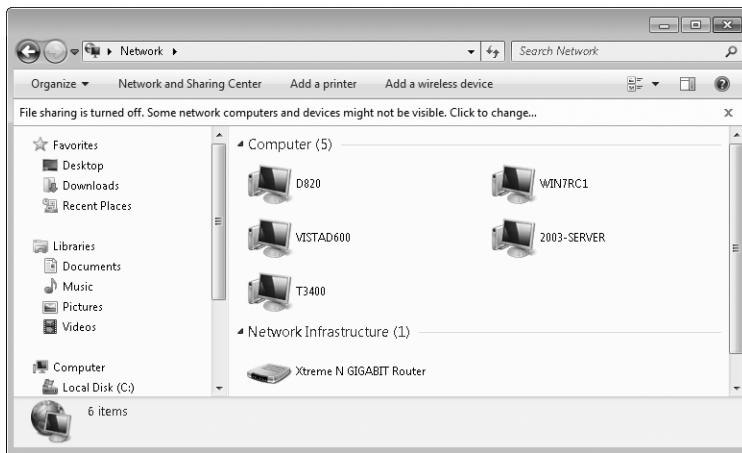 Network
Search Network
Organize
Network and Sharing Center
Add a printer
Add a wireless device
File sharing is turned off. Some network computers and devices might not be visible. Click to change...
Favorites
Desktop
Downloads
Recent Places
Libraries
Documents
Music
Pictures
Videos
Computer
Local Disk (C:)
Computer (5)
D820
WIN7RC1
VISTAD600
2003-SERVER
T3400
Network Infrastructure (1)
Xtreme N GIGABIT Router
6 items